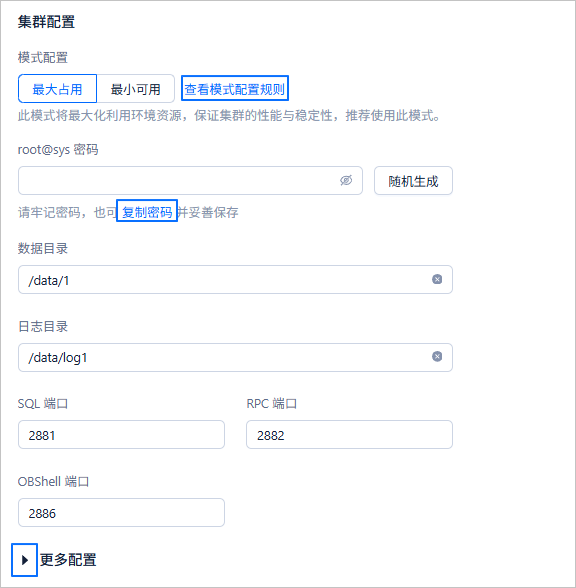 集群配置
模式配置
最大占用 最小可用 查看模式配置规则
此模式将最大化利用环境资源，保证集群的性能与稳定性，推荐使用此模式。
root@sys 密码
随机生成
请牢记密码，也可复制密码并妥善保存
数据目录
/data/1
日志目录
/data/log1
SQL 端口 RPC 端口
2881 2882
OBShell 端口
2886
更多配置